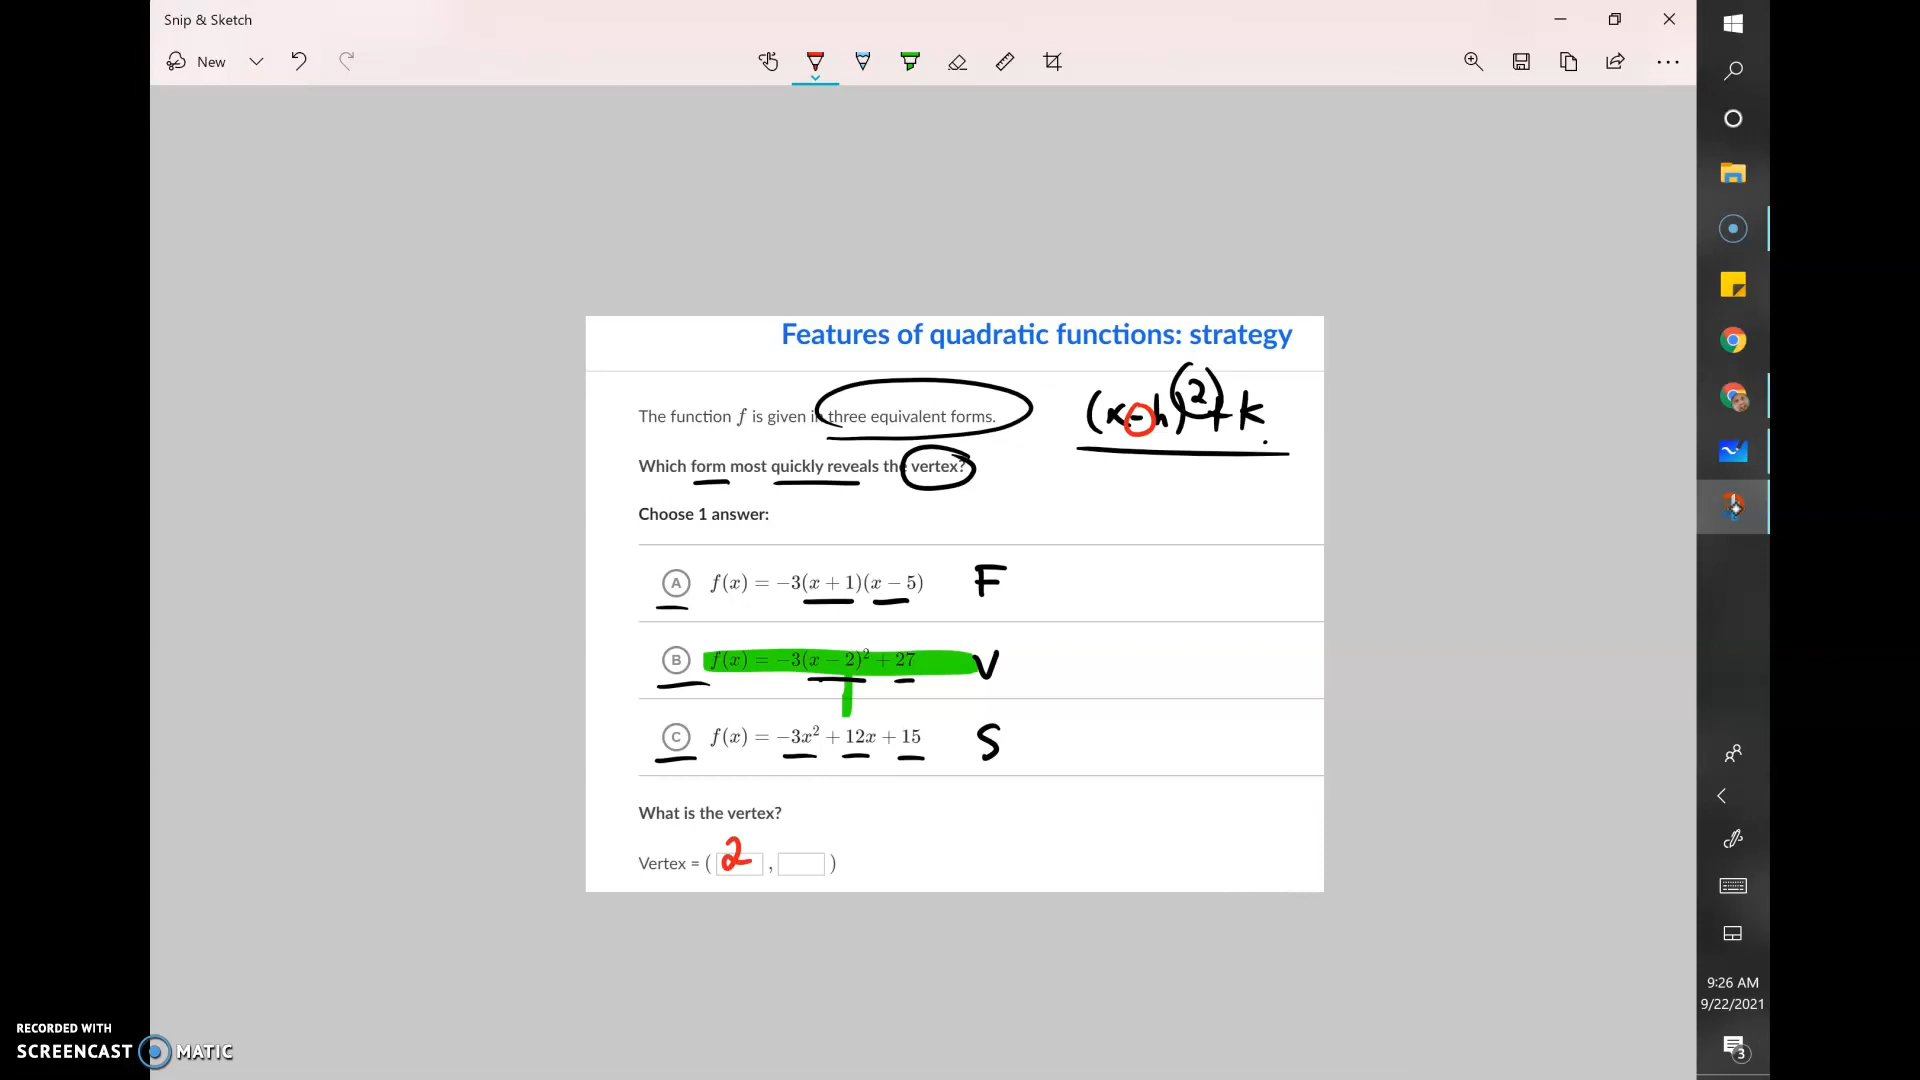 Snip & Sketch
New
Features of quadratic functions: strategy
The function f is given in three equivalent forms.
(x-h)²+k
Which form most quickly reveals the vertex?
Choose 1 answer:
A f(x) = −3(x + 1)(x − 5) F
B f(x) = −3(x − 2)² + 27 V
C f(x) = −3x² + 12x + 15 S
What is the vertex?
Vertex = ( 2 , )
9:26 AM
9/22/2021
3
RECORDED WITH
SCREENCAST MATIC